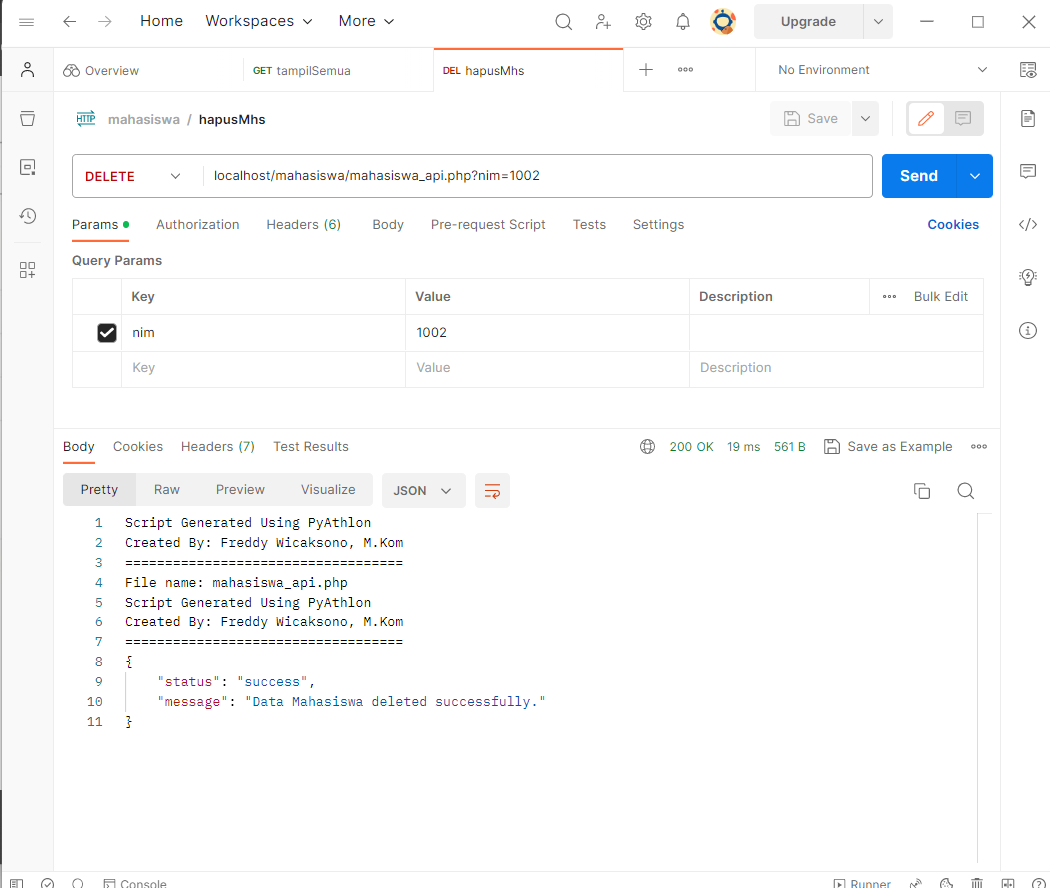 Home Workspaces More Upgrade
Overview GET tampilSemua DEL hapusMhs No Environment
HTTP mahasiswa / hapusMhs Save
DELETE localhost/mahasiswa/mahasiswa_api.php?nim=1002 Send
Params Authorization Headers (6) Body Pre-request Script Tests Settings Cookies
Query Params
Key Value Description Bulk Edit
nim 1002
Key Value Description
Body Cookies Headers (7) Test Results 200 OK 19 ms 561 B Save as Example
Pretty Raw Preview Visualize JSON
1 Script Generated Using PyAthlon
2 Created By: Freddy Wicaksono, M.Kom
3 ===================================
4 File name: mahasiswa_api.php
5 Script Generated Using PyAthlon
6 Created By: Freddy Wicaksono, M.Kom
7 ===================================
8 {
9 "status": "success",
10 "message": "Data Mahasiswa deleted successfully."
11 }
Console Runner